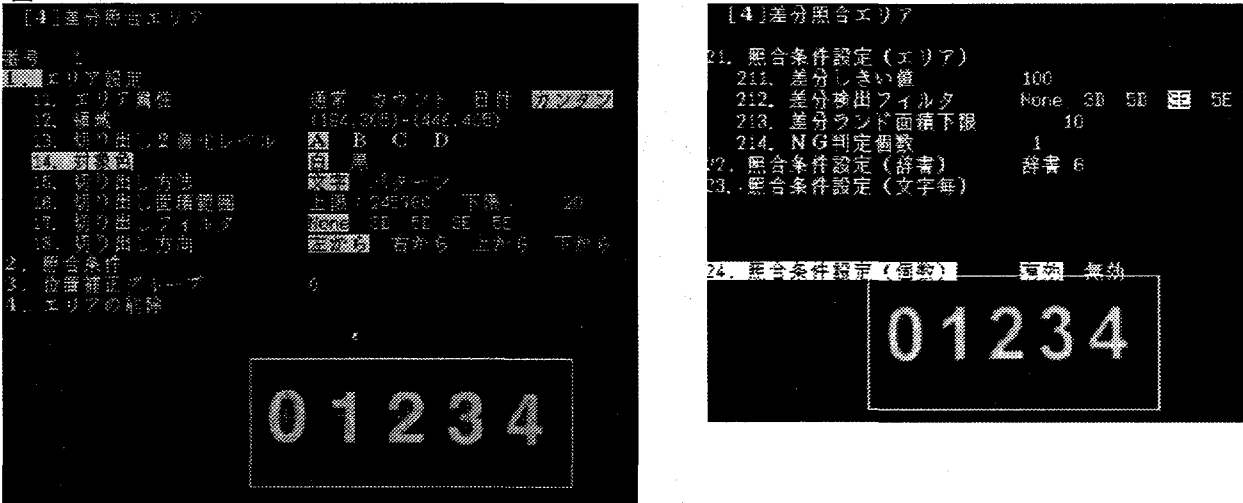 [4]差分照合エリア
番号 1
1. エリア設定
11. エリア属性 通常 カウント 日付 カンタン
12. 領域
13. 切り出し2値化レベル A B C D
14. 対象色 白 黒
15. 切り出し方法 文字 パターン
16. 切り出し面積範囲 上限: 245760 下限: 20
17. 切り出しフィルタ None 3D 5D 3E 5E
18. 切り出し方向 左から 右から 上から 下から
2. 照合条件
3. 位置補正グループ 0
4. エリアの削除
01234
[4]差分照合エリア
21. 照合条件設定(エリア)
211. 差分しきい値 100
212. 差分検出フィルタ None 3D 5D 3E 5E
213. 差分ランド面積下限 10
214. NG判定個数 1
22. 照合条件設定(辞書) 辞書 6
23. 照合条件設定(文字毎)
24. 照合条件設定(個数) 有効 無効
01234